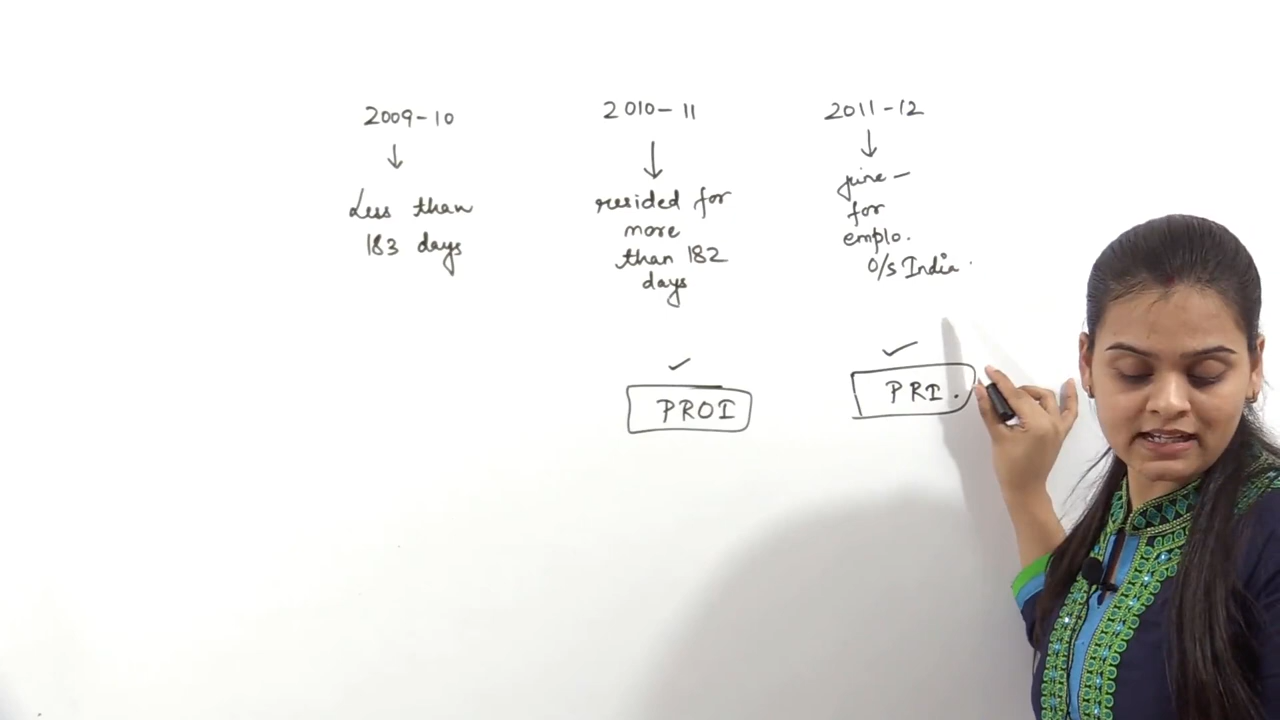 2009-10
Less than
183 days
2010-11
resided for
more
than 182
days
PROI
2011-12
june -
for
emplo.
O/S India.
PRI.